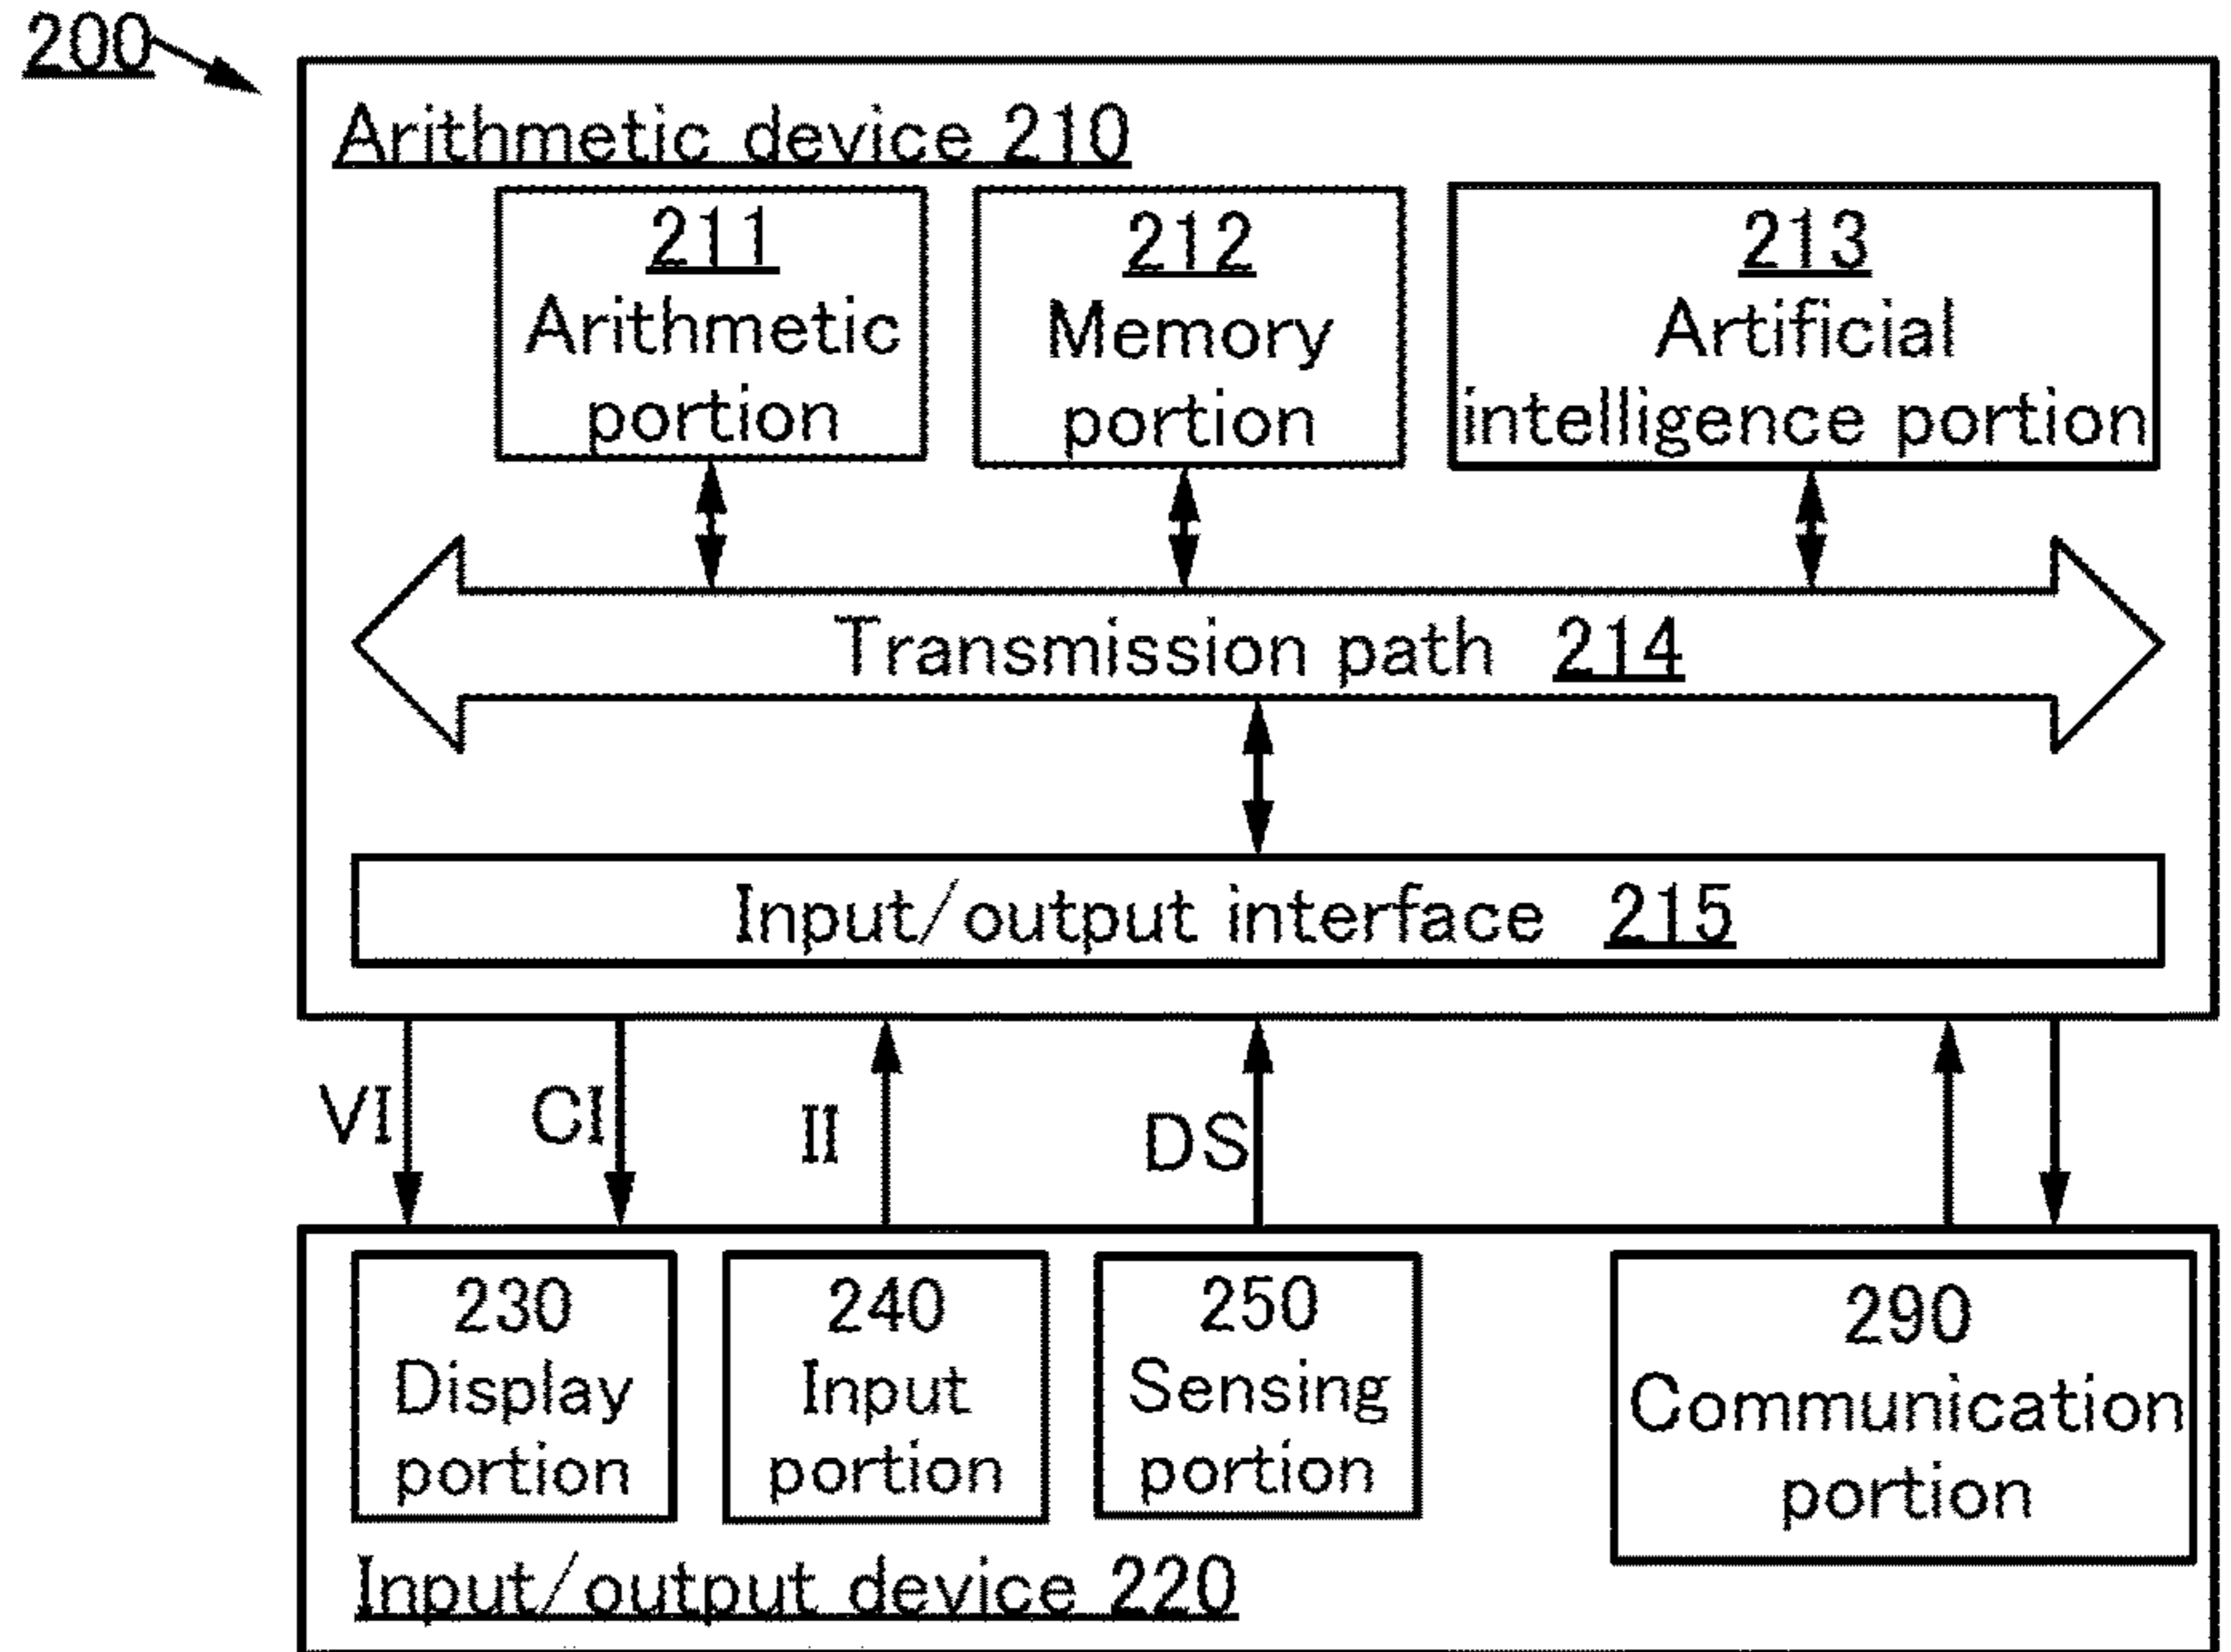 200
Arithmetic device 210
211
Arithmetic
portion
212
Memory
portion
213
Artificial
intelligence portion
Transmission path 214
Input/output interface 215
VI
CI
II
DS
230
Display
portion
240
Input
portion
250
Sensing
portion
290
Communication
portion
Input/output device 220